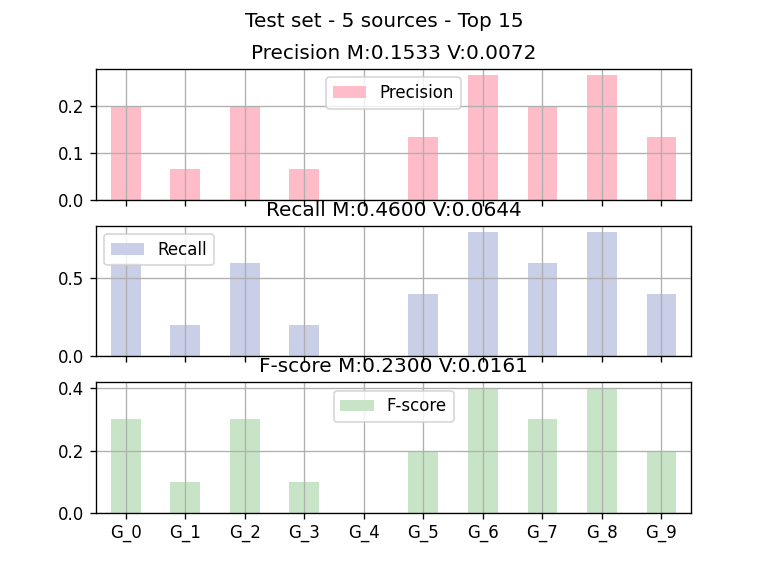 Test set - 5 sources - Top 15
Precision M:0.1533 V:0.0072
Precision
0.2
0.1
0.0
Recall M:0.4600 V:0.0644
Recall
0.5
0.0
F-score M:0.2300 V:0.0161
F-score
0.4
0.2
0.0
G_0 G_1 G_2 G_3 G_4 G_5 G_6 G_7 G_8 G_9